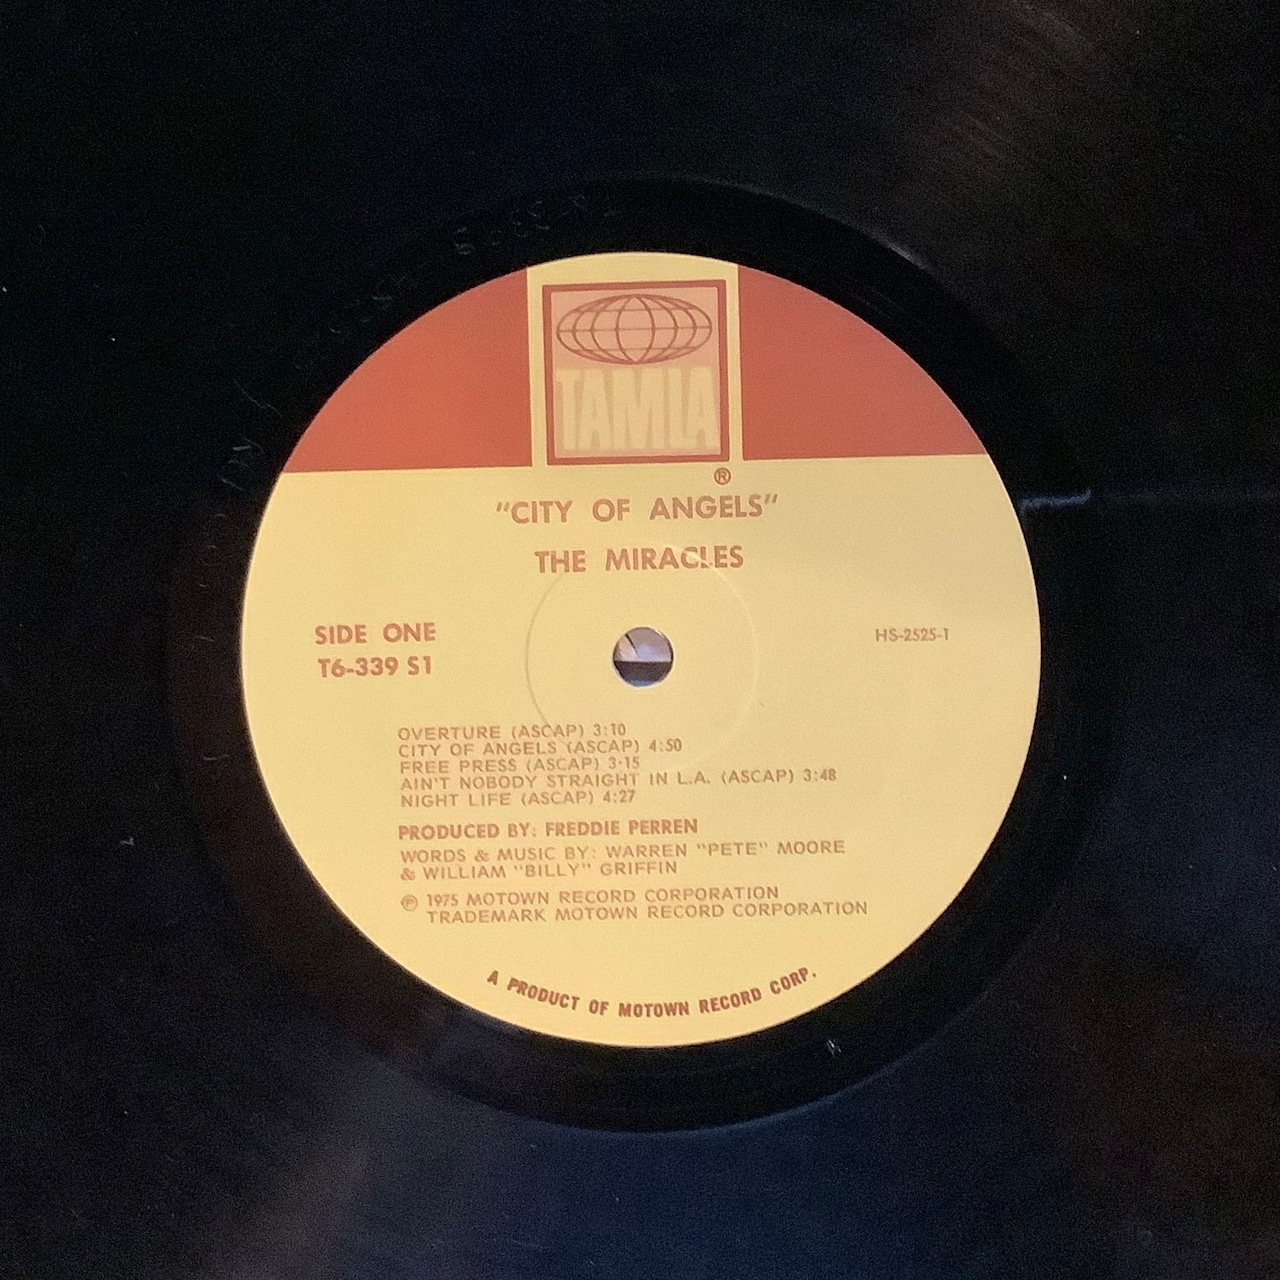 TAMLA
®
"CITY OF ANGELS"
THE MIRACLES
SIDE ONE
T6-339 S1
HS-2525-1
OVERTURE (ASCAP) 3:10
CITY OF ANGELS (ASCAP) 4:50
FREE PRESS (ASCAP) 3:15
AIN'T NOBODY STRAIGHT IN L.A. (ASCAP) 3:48
NIGHT LIFE (ASCAP) 4:27
PRODUCED BY: FREDDIE PERREN
WORDS & MUSIC BY: WARREN "PETE" MOORE
& WILLIAM "BILLY" GRIFFIN
℗ 1975 MOTOWN RECORD CORPORATION
TRADEMARK MOTOWN RECORD CORPORATION
A PRODUCT OF MOTOWN RECORD CORP.